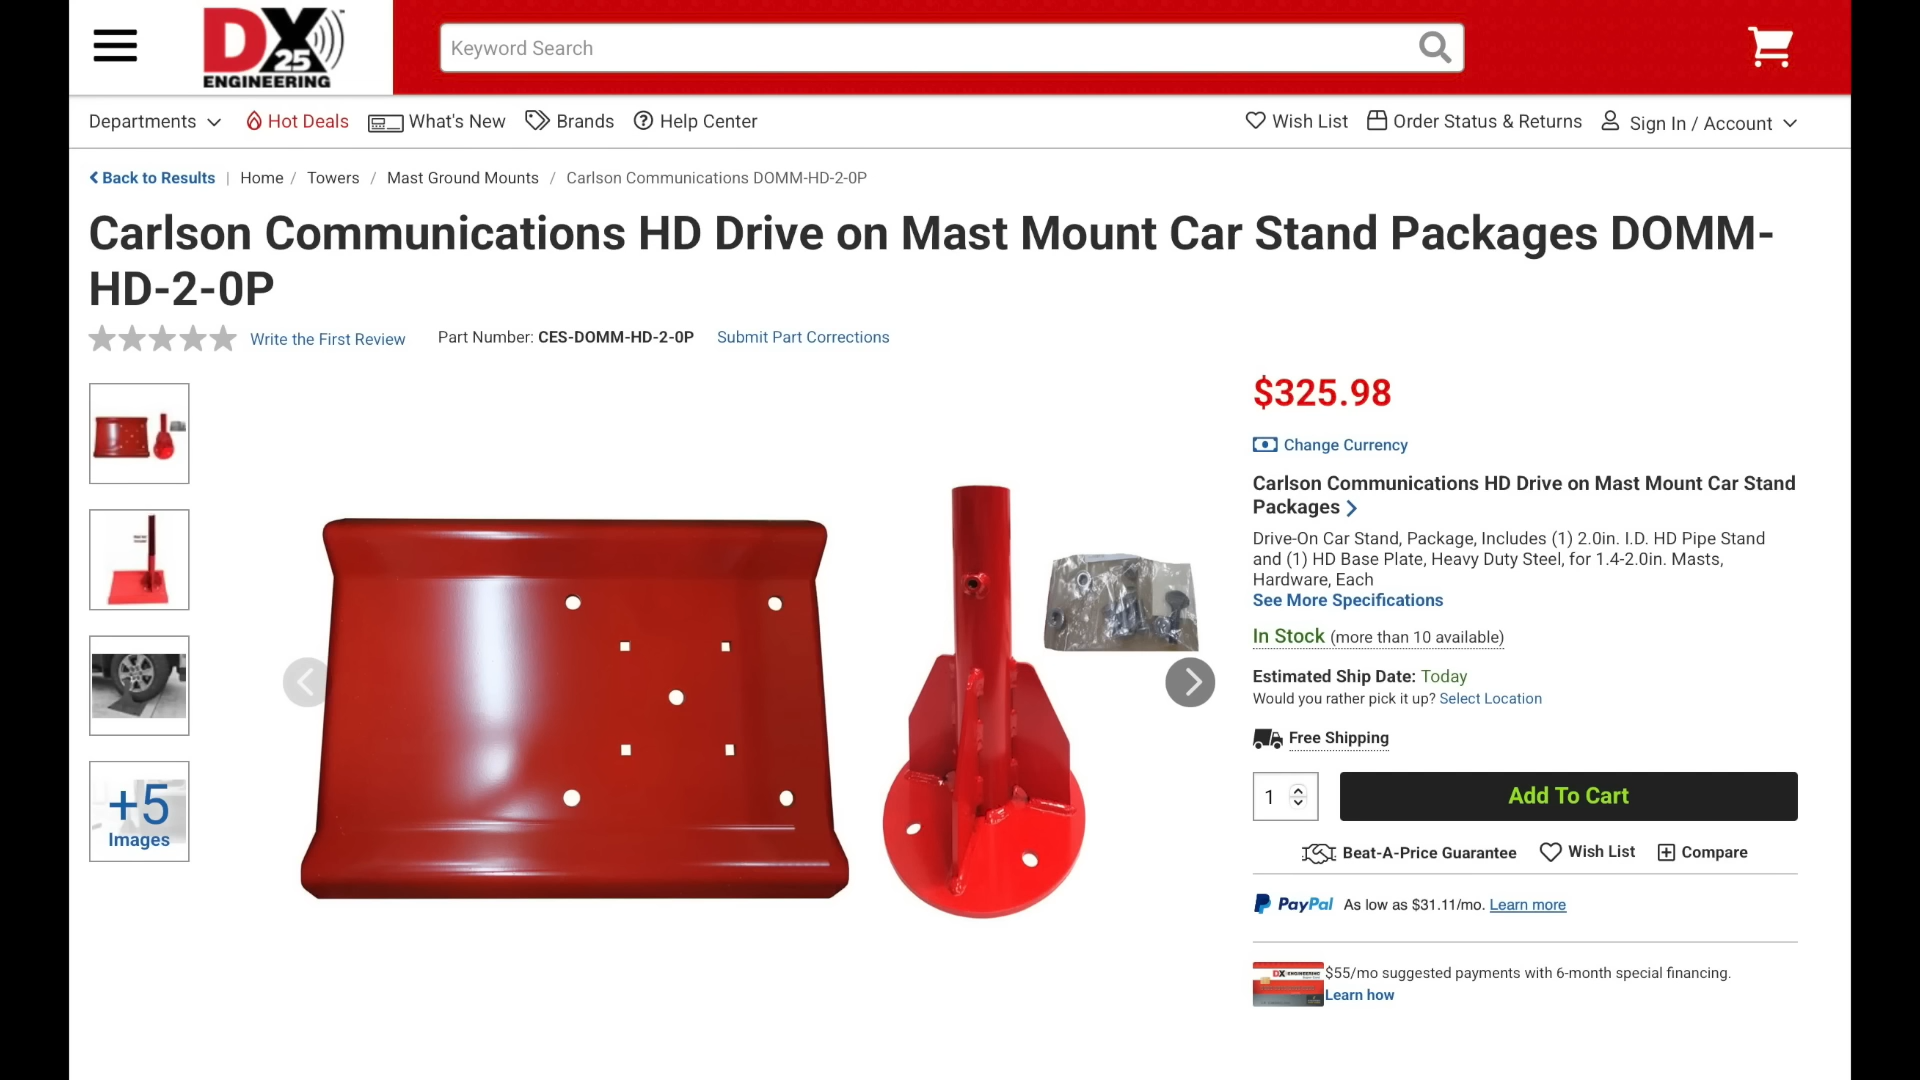 DX
25
ENGINEERING
Keyword Search
Departments
Hot Deals
What's New
Brands
Help Center
Wish List
Order Status & Returns
Sign In / Account
Back to Results | Home / Towers / Mast Ground Mounts / Carlson Communications DOMM-HD-2-0P
Carlson Communications HD Drive on Mast Mount Car Stand Packages DOMM-
HD-2-0P
Write the First Review
Part Number: CES-DOMM-HD-2-0P
Submit Part Corrections
$325.98
Change Currency
Carlson Communications HD Drive on Mast Mount Car Stand
Packages
Drive-On Car Stand, Package, Includes (1) 2.0in. I.D. HD Pipe Stand
and (1) HD Base Plate, Heavy Duty Steel, for 1.4-2.0in. Masts,
Hardware, Each
See More Specifications
In Stock (more than 10 available)
Estimated Ship Date: Today
Would you rather pick it up? Select Location
Free Shipping
1
Add To Cart
+5
Images
Beat-A-Price Guarantee
Wish List
Compare
PayPal As low as $31.11/mo. Learn more
DX ENGINEERING
$55/mo suggested payments with 6-month special financing.
Learn how